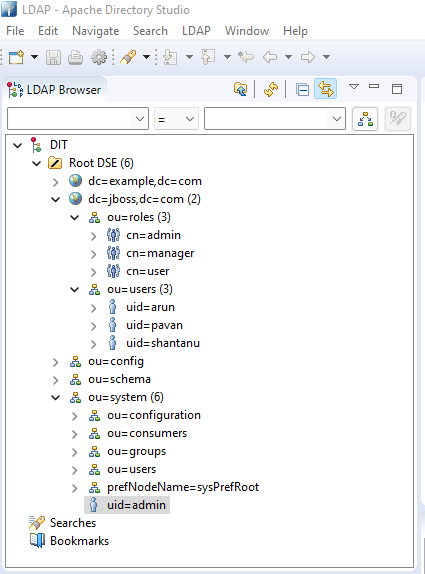 LDAP - Apache Directory Studio
File Edit Navigate Search LDAP Window Help
LDAP Browser
=
DIT
Root DSE (6)
dc=example,dc=com
dc=jboss,dc=com (2)
ou=roles (3)
cn=admin
cn=manager
cn=user
ou=users (3)
uid=arun
uid=pavan
uid=shantanu
ou=config
ou=schema
ou=system (6)
ou=configuration
ou=consumers
ou=groups
ou=users
prefNodeName=sysPrefRoot
uid=admin
Searches
Bookmarks